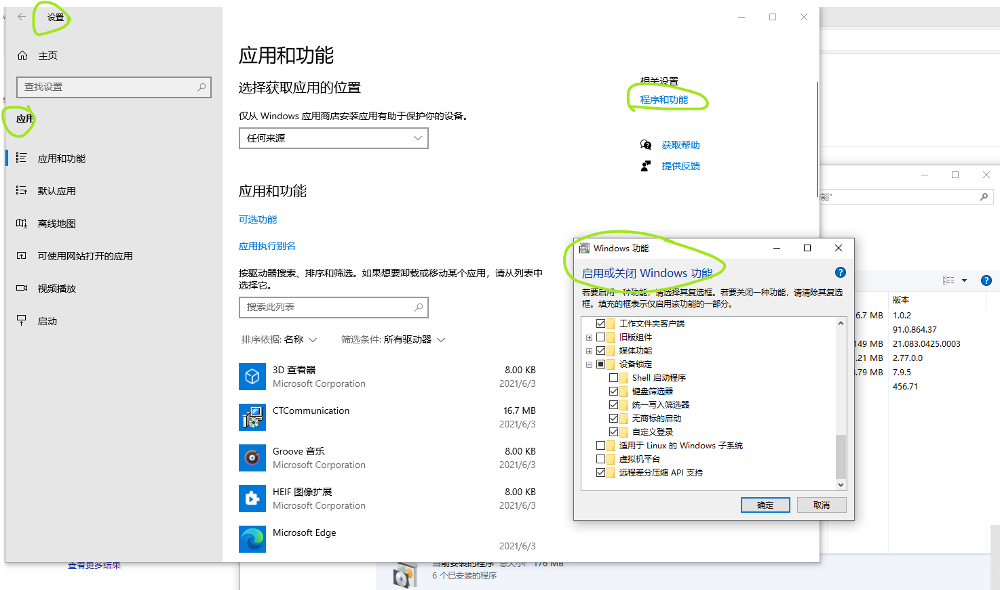 设置
主页
查找设置
应用
应用和功能
默认应用
离线地图
可使用网站打开的应用
视频播放
启动
应用和功能
选择获取应用的位置
仅从 Windows 应用商店安装应用有助于保护你的设备。
任何来源
应用和功能
可选功能
应用执行别名
按驱动器搜索、排序和筛选。如果想要卸载或移动某个应用，请从列表中
选择它。
搜索此列表
排序依据: 名称 筛选条件: 所有驱动器
3D 查看器 8.00 KB
Microsoft Corporation 2021/6/3
CTCommunication 16.7 MB
2021/6/3
Groove 音乐 8.00 KB
Microsoft Corporation 2021/6/3
HEIF 图像扩展 8.00 KB
Microsoft Corporation 2021/6/3
Microsoft Edge
2021/6/3
相关设置
程序和功能
获取帮助
提供反馈
Windows 功能
启用或关闭 Windows 功能
若要启用一种功能，请选择其复选框。若要关闭一种功能，请清除其复选
框。填充的框表示仅启用该功能的一部分。
工作文件夹客户端
旧版组件
媒体功能
设备锁定
Shell 启动程序
键盘筛选器
统一写入筛选器
无商标的启动
自定义登录
适用于 Linux 的 Windows 子系统
虚拟机平台
远程差分压缩 API 支持
确定 取消
能"
版本
6.7 MB 1.0.2
91.0.864.37
149 MB 21.083.0425.0003
.21 MB 2.77.0.0
.79 MB 7.9.5
456.71
查看更多结果
当前安装的程序 总大小: 176 MB
6 个已安装的程序